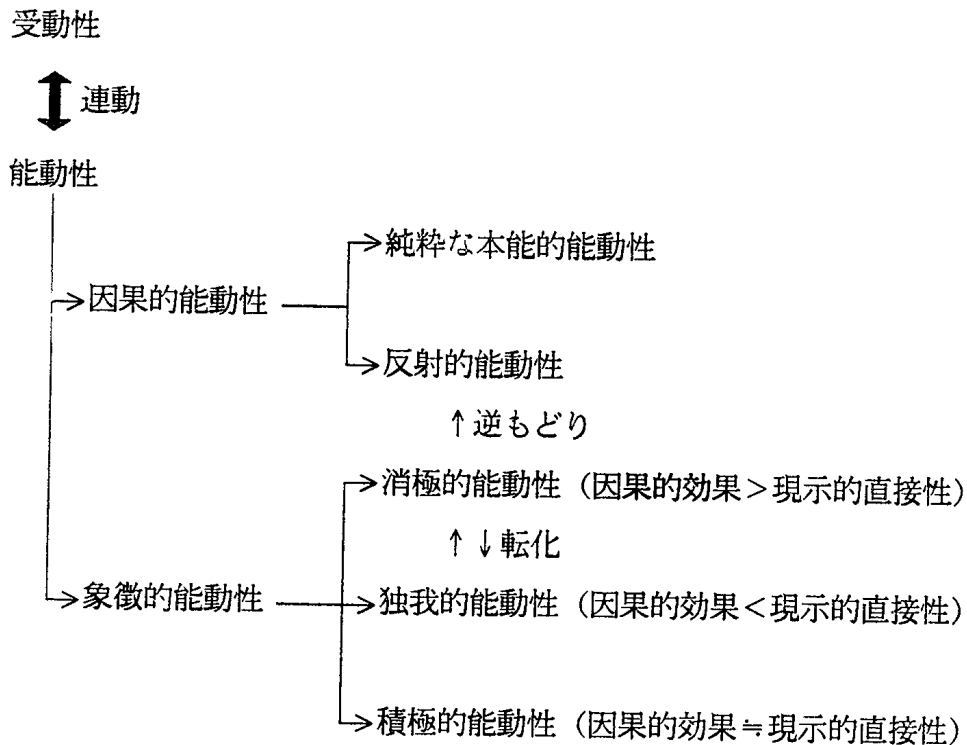 受動性
連動
能動性
純粋な本能的能動性
因果的能動性
反射的能動性
↑逆もどり
消極的能動性（因果的効果＞現示的直接性）
↑↓転化
象徴的能動性
独我的能動性（因果的効果＜現示的直接性）
積極的能動性（因果的効果≒現示的直接性）